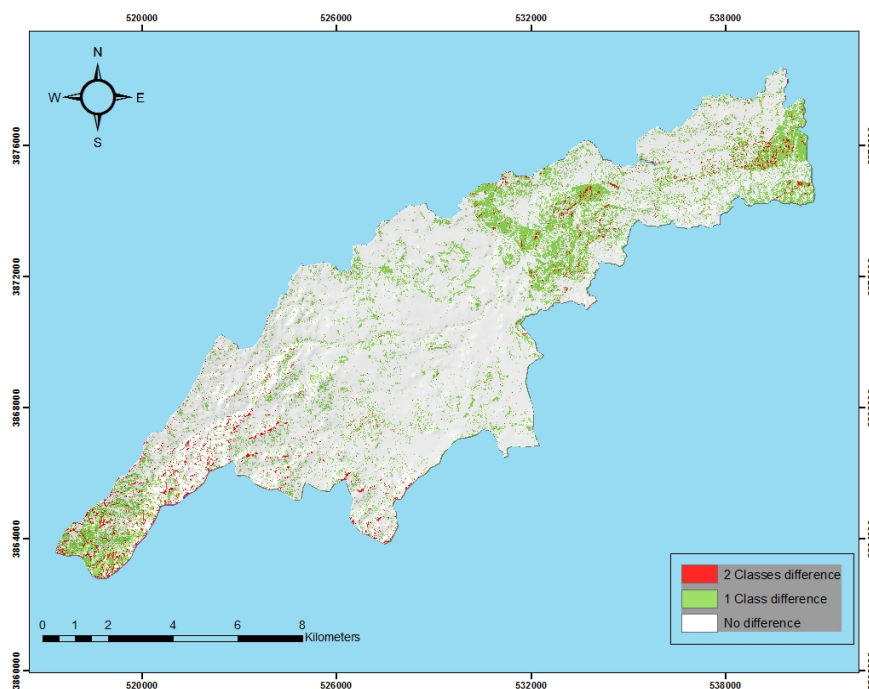 520000 526000 532000 538000
N
W E
S
3876000
3872000
3868000
3864000
3860000
2 Classes difference
1 Class difference
No difference
0 1 2 4 6 8
Kilometers
520000 526000 532000 538000